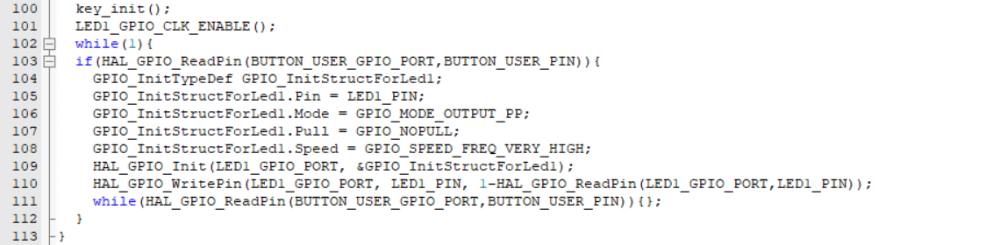 100 key_init();
101 LED1_GPIO_CLK_ENABLE();
102 while(1){
103 if(HAL_GPIO_ReadPin(BUTTON_USER_GPIO_PORT,BUTTON_USER_PIN)){
104 GPIO_InitTypeDef GPIO_InitStructForLed1;
105 GPIO_InitStructForLed1.Pin = LED1_PIN;
106 GPIO_InitStructForLed1.Mode = GPIO_MODE_OUTPUT_PP;
107 GPIO_InitStructForLed1.Pull = GPIO_NOPULL;
108 GPIO_InitStructForLed1.Speed = GPIO_SPEED_FREQ_VERY_HIGH;
109 HAL_GPIO_Init(LED1_GPIO_PORT, &GPIO_InitStructForLed1);
110 HAL_GPIO_WritePin(LED1_GPIO_PORT, LED1_PIN, 1-HAL_GPIO_ReadPin(LED1_GPIO_PORT,LED1_PIN));
111 while(HAL_GPIO_ReadPin(BUTTON_USER_GPIO_PORT,BUTTON_USER_PIN)){};
112 }
113 }